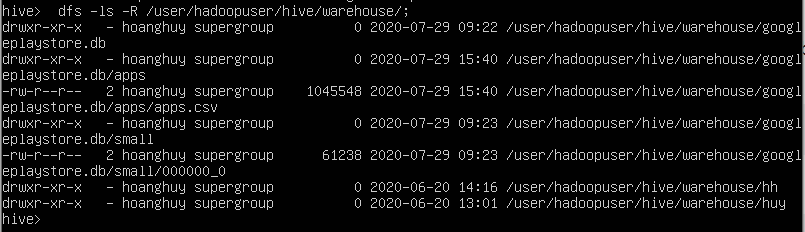 hive>  dfs -ls -R /user/hadoopuser/hive/warehouse/;
drwxr-xr-x   - hoanghuy supergroup          0 2020-07-29 09:22 /user/hadoopuser/hive/warehouse/googl
eplaystore.db
drwxr-xr-x   - hoanghuy supergroup          0 2020-07-29 15:40 /user/hadoopuser/hive/warehouse/googl
eplaystore.db/apps
-rw-r--r--   2 hoanghuy supergroup    1045548 2020-07-29 15:40 /user/hadoopuser/hive/warehouse/googl
eplaystore.db/apps/apps.csv
drwxr-xr-x   - hoanghuy supergroup          0 2020-07-29 09:23 /user/hadoopuser/hive/warehouse/googl
eplaystore.db/small
-rw-r--r--   2 hoanghuy supergroup      61238 2020-07-29 09:23 /user/hadoopuser/hive/warehouse/googl
eplaystore.db/small/000000_0
drwxr-xr-x   - hoanghuy supergroup          0 2020-06-20 14:16 /user/hadoopuser/hive/warehouse/hh
drwxr-xr-x   - hoanghuy supergroup          0 2020-06-20 13:01 /user/hadoopuser/hive/warehouse/huy
hive>